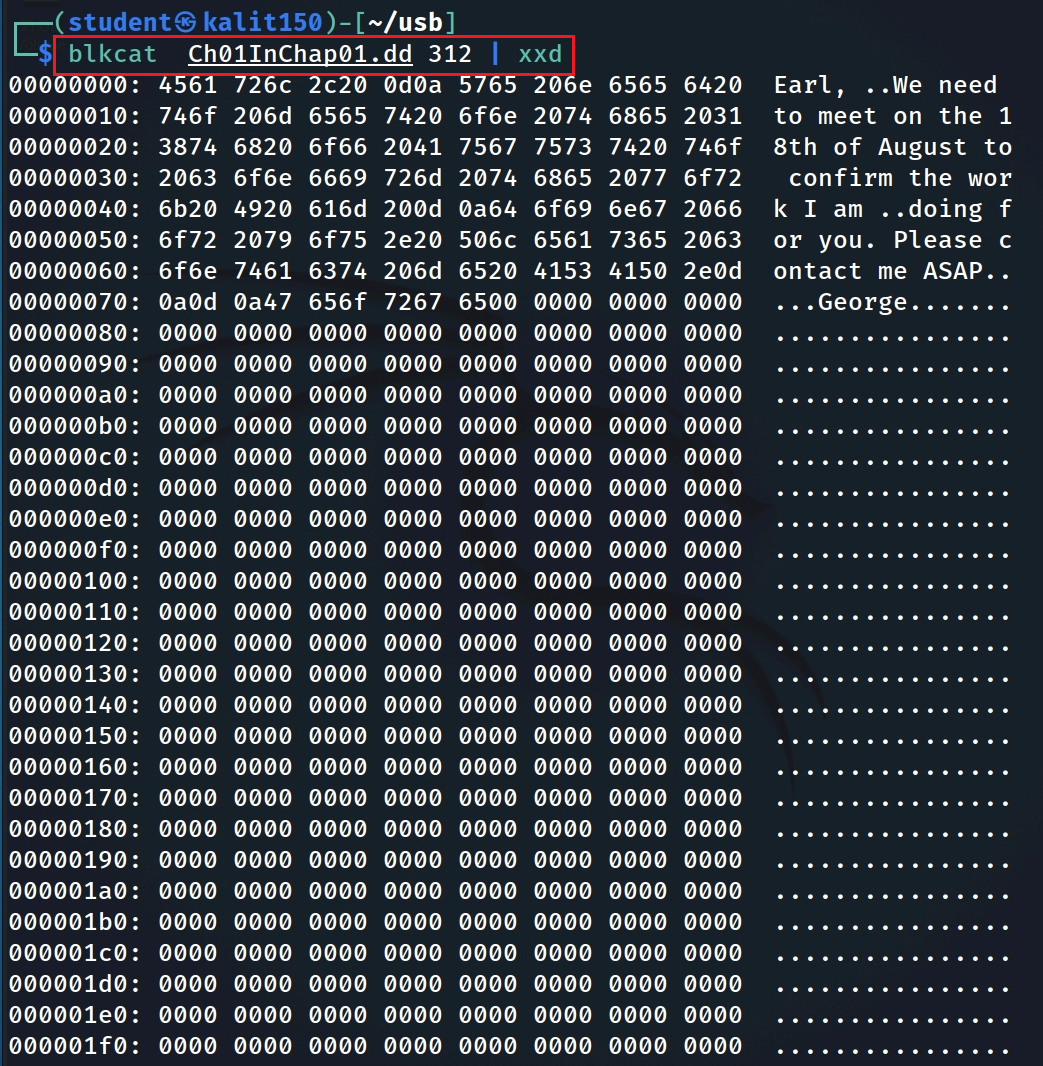 ┌──(student㉿kalit150)-[~/usb]
└─$ blkcat  Ch01InChap01.dd 312 | xxd
00000000: 4561 726c 2c20 0d0a 5765 206e 6565 6420  Earl, ..We need 
00000010: 746f 206d 6565 7420 6f6e 2074 6865 2031  to meet on the 1
00000020: 3874 6820 6f66 2041 7567 7573 7420 746f  8th of August to
00000030: 2063 6f6e 6669 726d 2074 6865 2077 6f72   confirm the wor
00000040: 6b20 4920 616d 200d 0a64 6f69 6e67 2066  k I am ..doing f
00000050: 6f72 2079 6f75 2e20 506c 6561 7365 2063  or you. Please c
00000060: 6f6e 7461 6374 206d 6520 4153 4150 2e0d  ontact me ASAP..
00000070: 0a0d 0a47 656f 7267 6500 0000 0000 0000  ...George.......
00000080: 0000 0000 0000 0000 0000 0000 0000 0000  ................
00000090: 0000 0000 0000 0000 0000 0000 0000 0000  ................
000000a0: 0000 0000 0000 0000 0000 0000 0000 0000  ................
000000b0: 0000 0000 0000 0000 0000 0000 0000 0000  ................
000000c0: 0000 0000 0000 0000 0000 0000 0000 0000  ................
000000d0: 0000 0000 0000 0000 0000 0000 0000 0000  ................
000000e0: 0000 0000 0000 0000 0000 0000 0000 0000  ................
000000f0: 0000 0000 0000 0000 0000 0000 0000 0000  ................
00000100: 0000 0000 0000 0000 0000 0000 0000 0000  ................
00000110: 0000 0000 0000 0000 0000 0000 0000 0000  ................
00000120: 0000 0000 0000 0000 0000 0000 0000 0000  ................
00000130: 0000 0000 0000 0000 0000 0000 0000 0000  ................
00000140: 0000 0000 0000 0000 0000 0000 0000 0000  ................
00000150: 0000 0000 0000 0000 0000 0000 0000 0000  ................
00000160: 0000 0000 0000 0000 0000 0000 0000 0000  ................
00000170: 0000 0000 0000 0000 0000 0000 0000 0000  ................
00000180: 0000 0000 0000 0000 0000 0000 0000 0000  ................
00000190: 0000 0000 0000 0000 0000 0000 0000 0000  ................
000001a0: 0000 0000 0000 0000 0000 0000 0000 0000  ................
000001b0: 0000 0000 0000 0000 0000 0000 0000 0000  ................
000001c0: 0000 0000 0000 0000 0000 0000 0000 0000  ................
000001d0: 0000 0000 0000 0000 0000 0000 0000 0000  ................
000001e0: 0000 0000 0000 0000 0000 0000 0000 0000  ................
000001f0: 0000 0000 0000 0000 0000 0000 0000 0000  ................